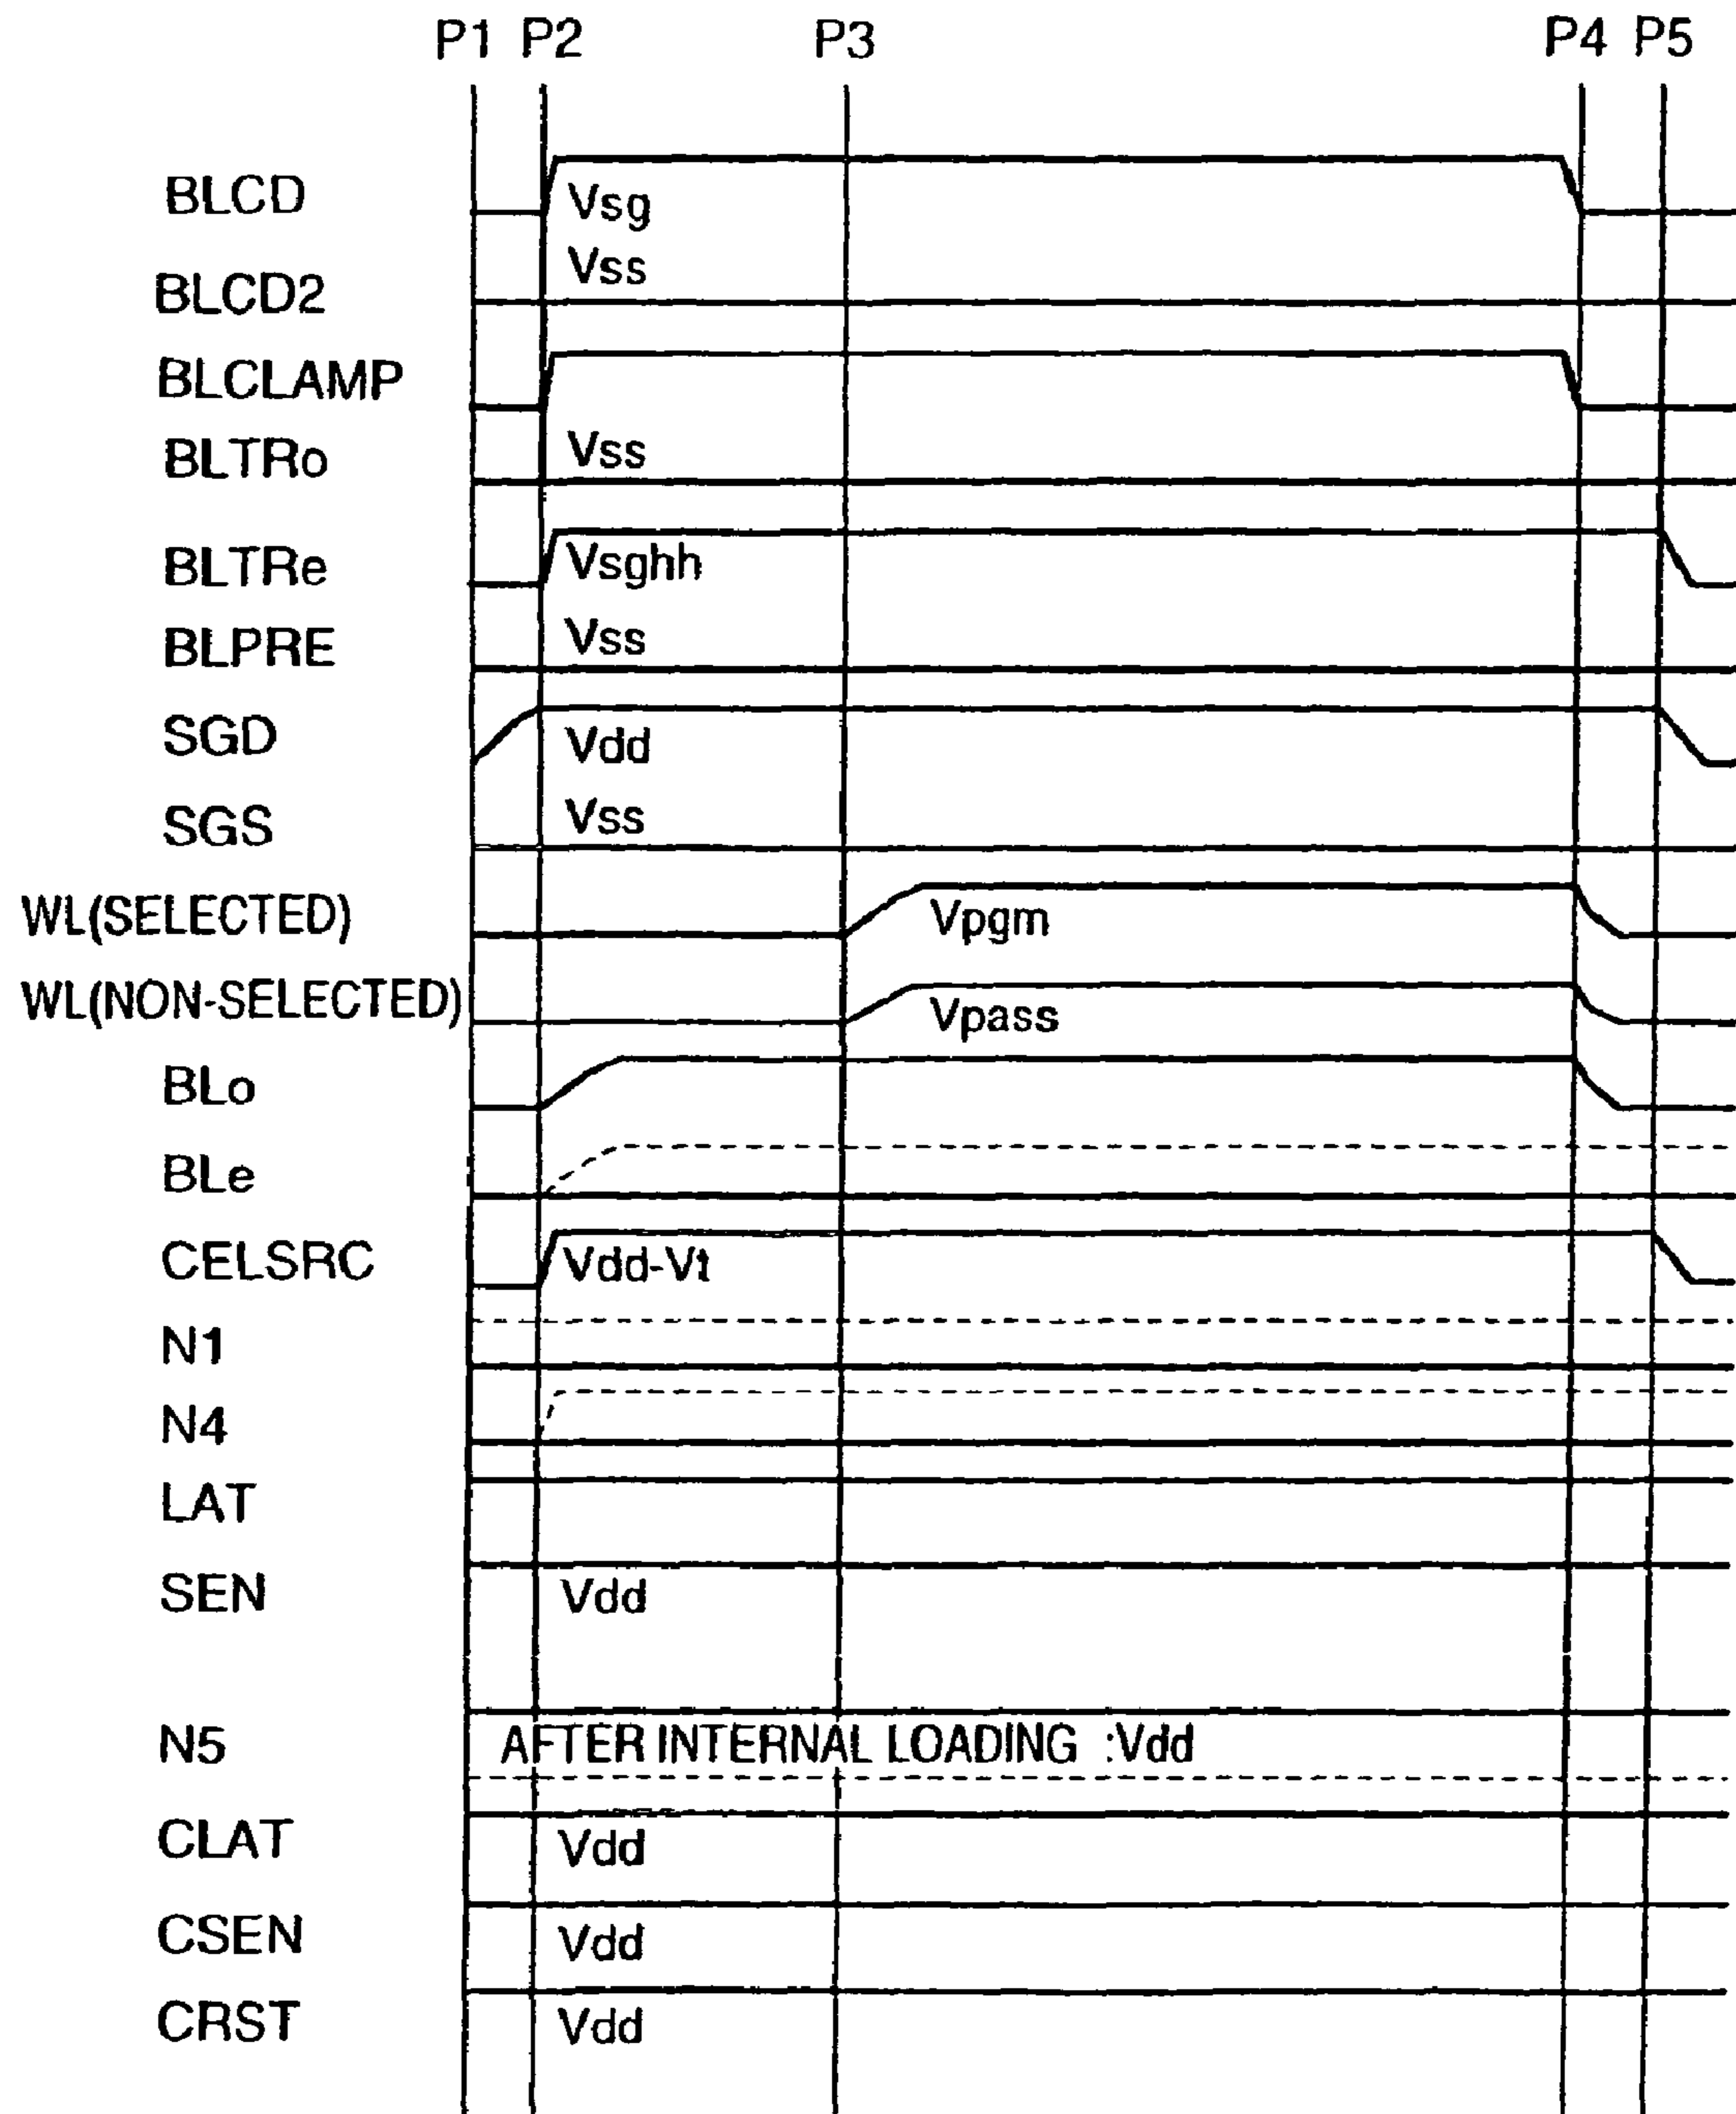 P1 P2 P3 P4 P5
BLCD Vsg
BLCD2 Vss
BLCLAMP
BLTRo Vss
BLTRe Vsghh
BLPRE Vss
SGD Vdd
SGS Vss
WL(SELECTED) Vpgm
WL(NON-SELECTED) Vpass
BLo
BLe
CELSRC Vdd-Vt
N1
N4
LAT
SEN Vdd
N5 AFTER INTERNAL LOADING :Vdd
CLAT Vdd
CSEN Vdd
CRST Vdd